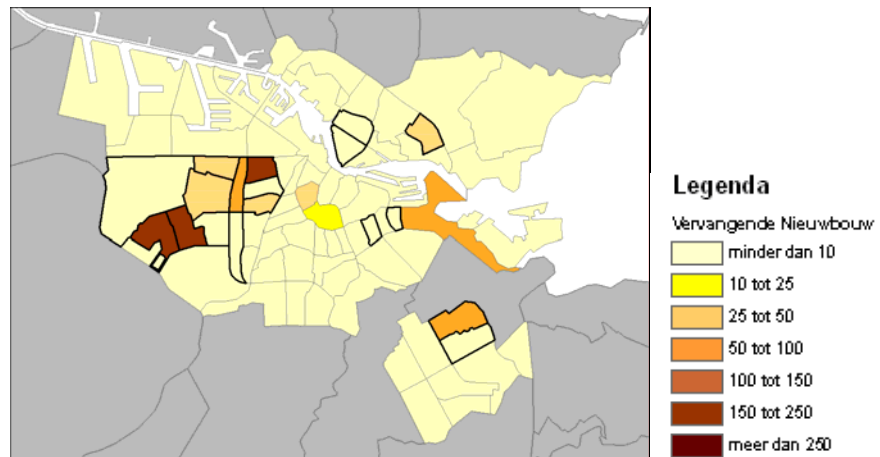 Legenda
Vervangende Nieuwbouw
minder dan 10
10 tot 25
25 tot 50
50 tot 100
100 tot 150
150 tot 250
meer dan 250